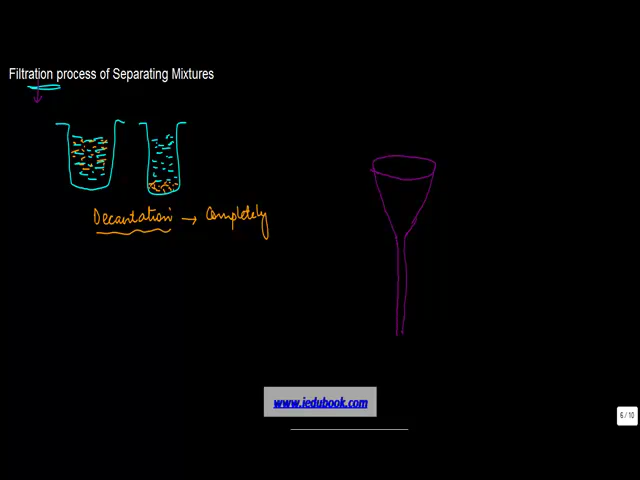 Filtration process of Separating Mixtures
Decantation → Completely
www.iedubook.com
6 / 10